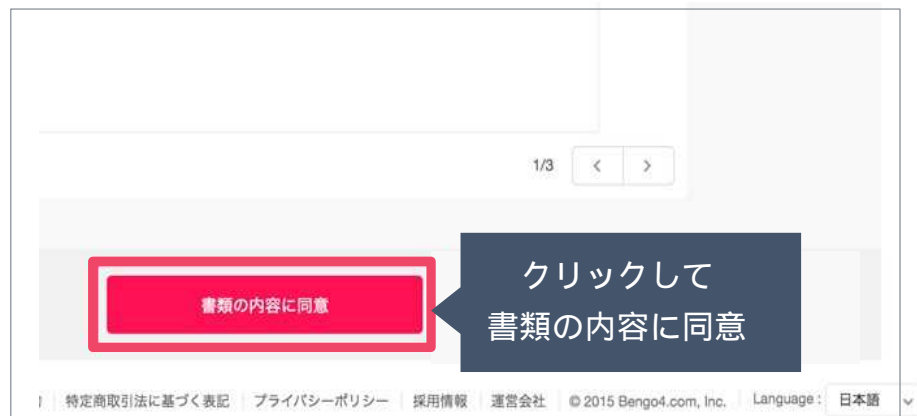 1/3 < >
書類の内容に同意
クリックして
書類の内容に同意
特定商取引法に基づく表記 プライバシーポリシー 採用情報 運営会社 © 2015 Bengo4.com, Inc. Language : 日本語